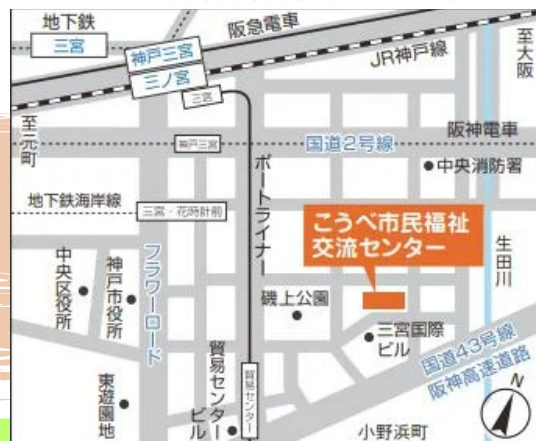 地下鉄
三宮
阪急電車
神戸三宮
三ノ宮
JR神戸線
至大阪
三宮
至元町
神戸三宮
国道2号線
阪神電車
中央消防署
地下鉄海岸線
三宮・花時計前
ポートライナー
こうべ市民福祉
交流センター
生田川
中央区役所
神戸市役所
フラワーロード
磯上公園
三宮国際
ビル
国道43号線
阪神高速道路
東遊園地
貿易センター
ビル
貿易センター
小野浜町
N